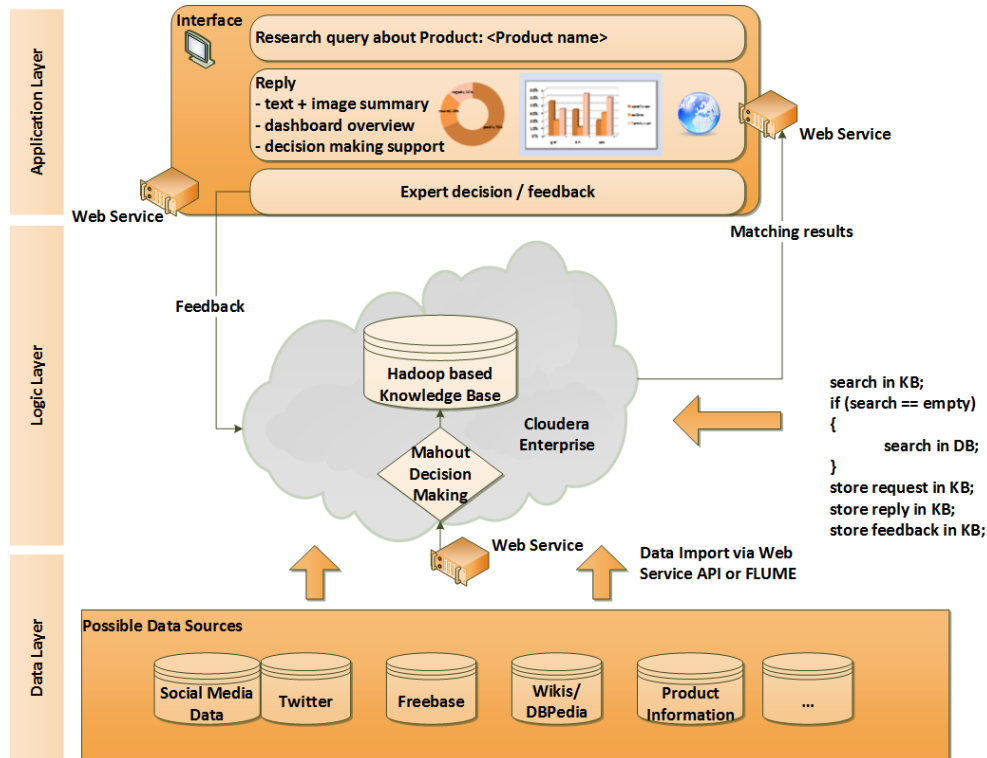 Application Layer
Interface
Research query about Product: <Product name>
Reply
- text + image summary
- dashboard overview
- decision making support
Web Service
Expert decision / feedback
Web Service
Logic Layer
Matching results
Feedback
Hadoop based
Knowledge Base
Cloudera
Enterprise
Mahout
Decision
Making
search in KB;
if (search == empty)
{
search in DB;
}
store request in KB;
store reply in KB;
store feedback in KB;
Web Service
Data Import via Web
Service API or FLUME
Data Layer
Possible Data Sources
Social Media
Data
Twitter
Freebase
Wikis/
DBPedia
Product
Information
...